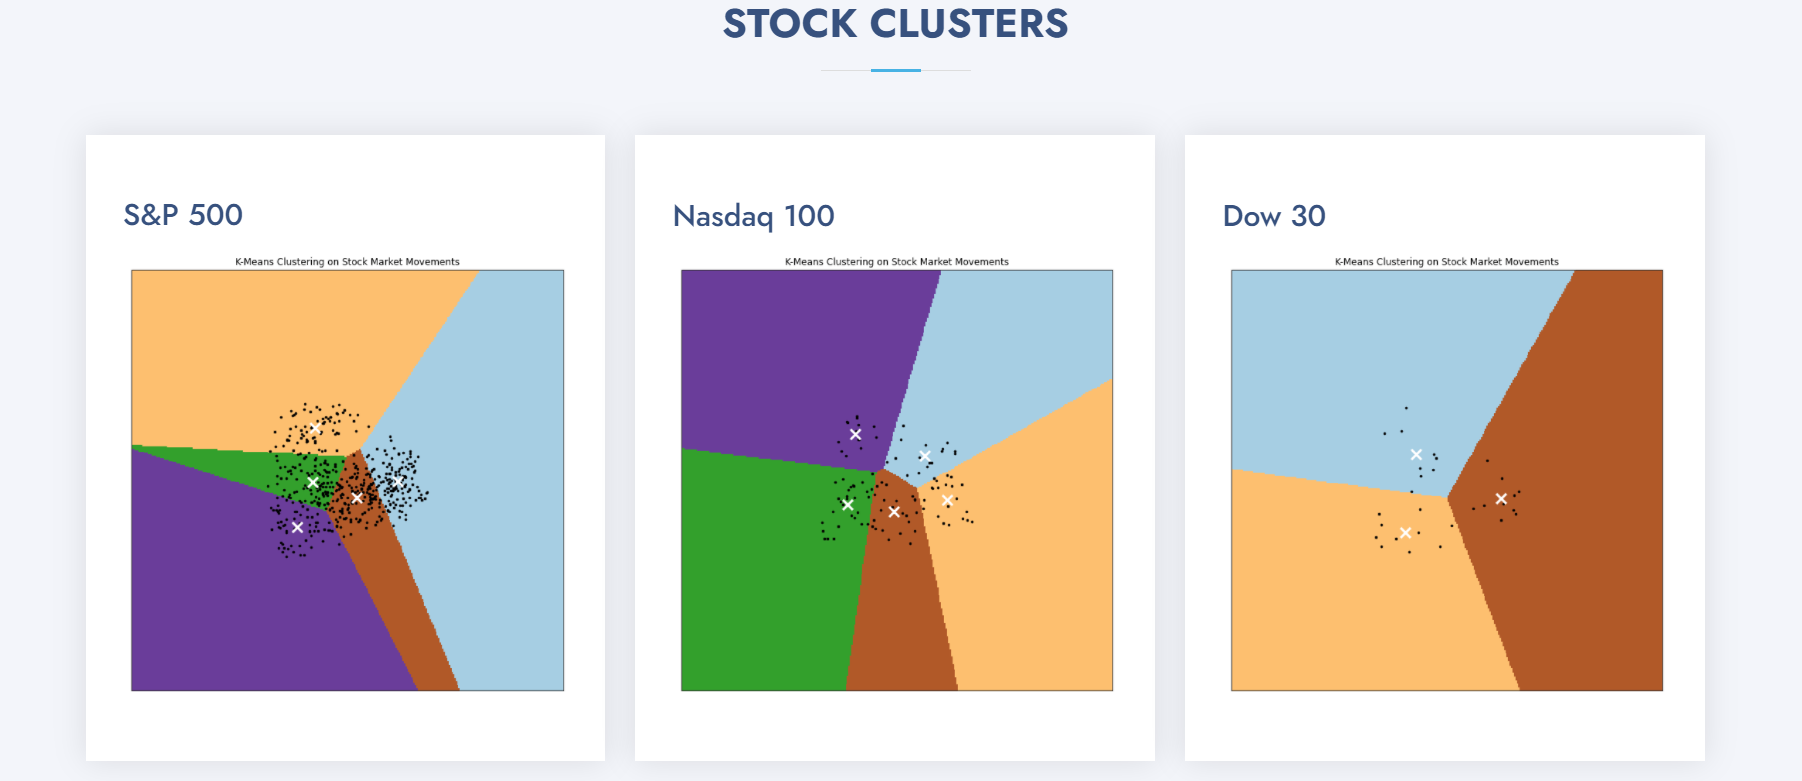 STOCK CLUSTERS
S&P 500
K-Means Clustering on Stock Market Movements
Nasdaq 100
K-Means Clustering on Stock Market Movements
Dow 30
K-Means Clustering on Stock Market Movements